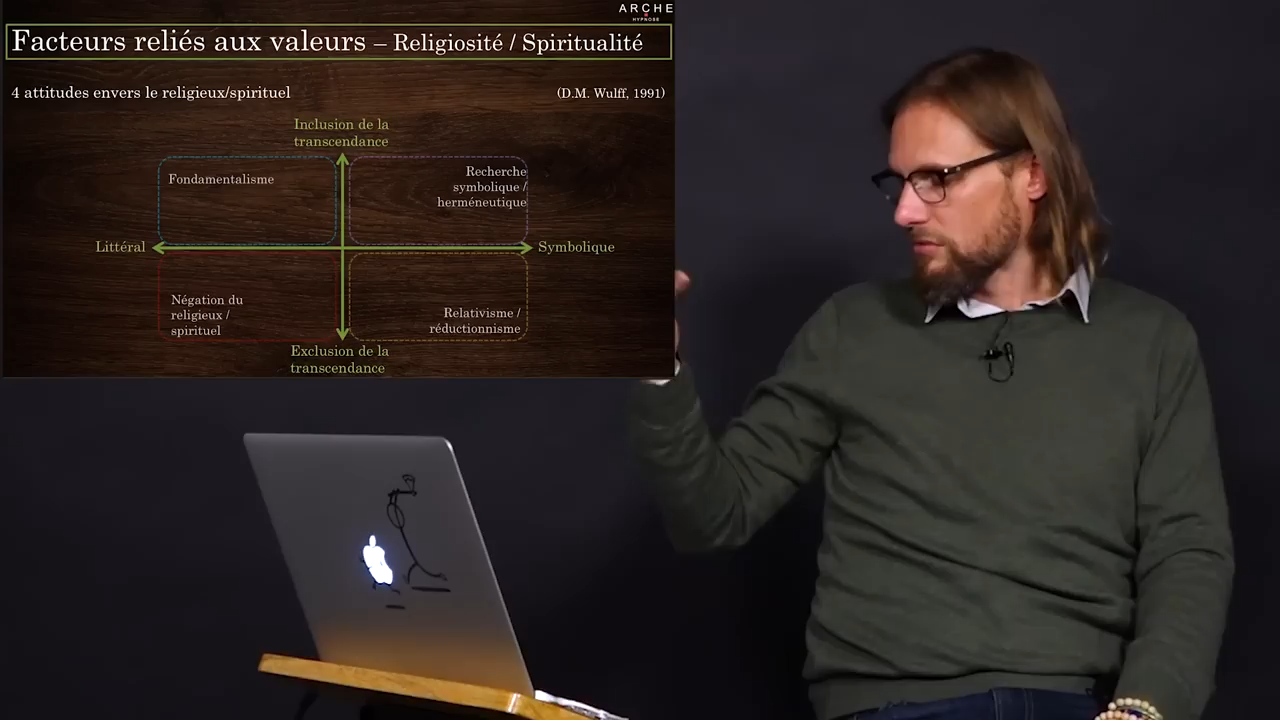 ARCHE
HYPNOSE
Facteurs reliés aux valeurs – Religiosité / Spiritualité
4 attitudes envers le religieux/spirituel
(D.M. Wulff, 1991)
Inclusion de la
transcendance
Fondamentalisme
Recherche
symbolique /
herméneutique
Littéral
Symbolique
Négation du
religieux /
spirituel
Relativisme /
réductionnisme
Exclusion de la
transcendance